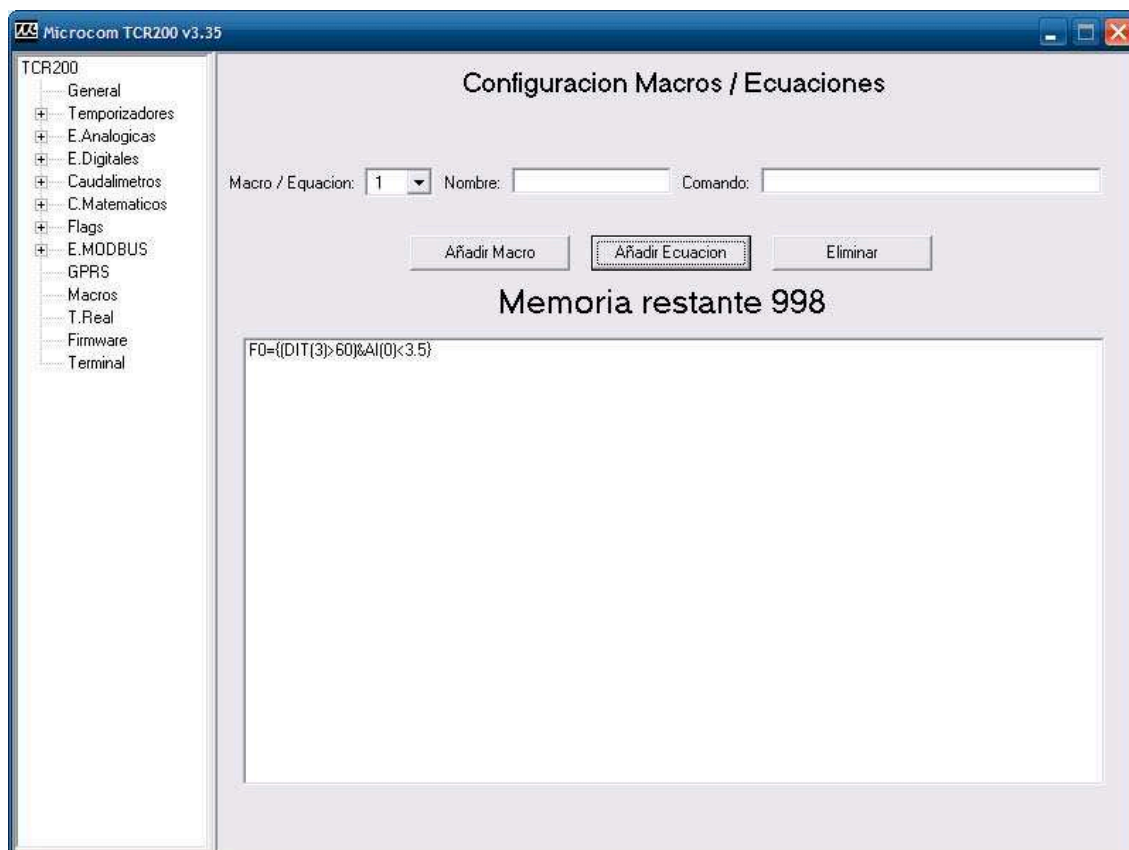 Microcom TCR200 v3.35
TCR200
General
Temporizadores
E.Analogicas
E.Digitales
Caudalimetros
C.Matematicos
Flags
E.MODBUS
GPRS
Macros
T.Real
Firmware
Terminal
Configuracion Macros / Ecuaciones
Macro / Equacion: 1 Nombre: Comando:
Añadir Macro Añadir Ecuacion Eliminar
Memoria restante 998
F0={(DIT(3)>60)&AI(0)<3.5}